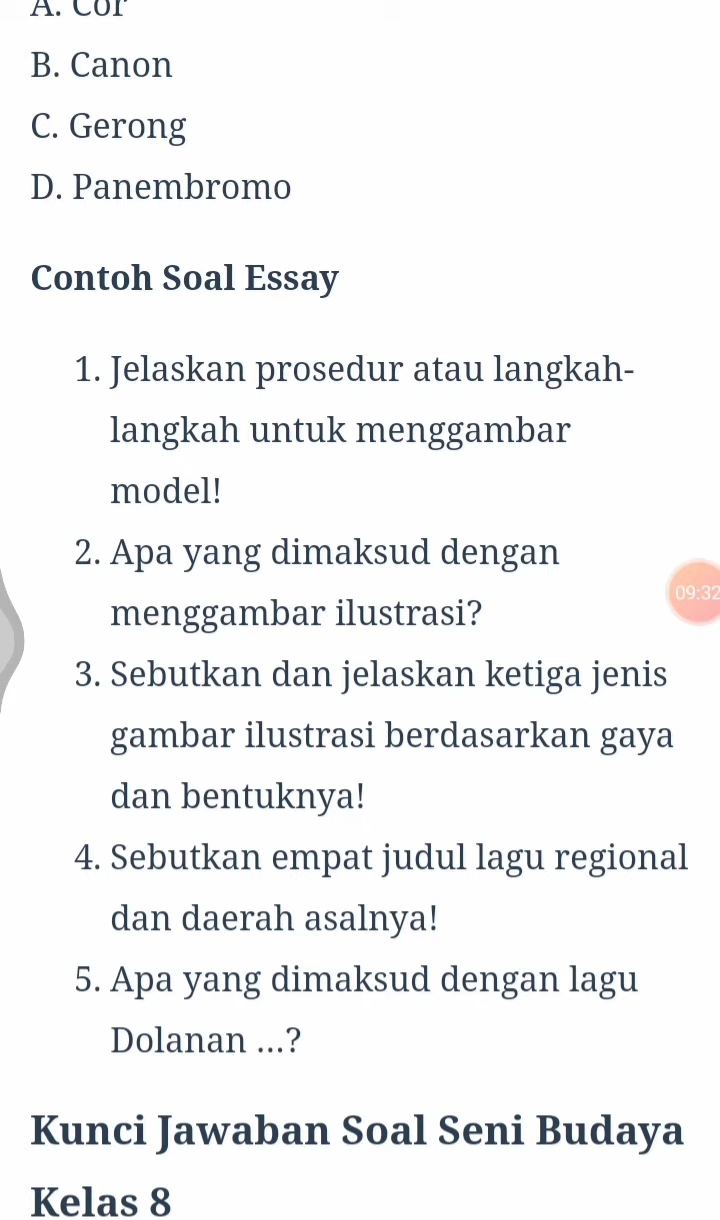 A. Cor
B. Canon
C. Gerong
D. Panembromo
Contoh Soal Essay
1. Jelaskan prosedur atau langkah-
langkah untuk menggambar
model!
2. Apa yang dimaksud dengan
menggambar ilustrasi?
09:32
3. Sebutkan dan jelaskan ketiga jenis
gambar ilustrasi berdasarkan gaya
dan bentuknya!
4. Sebutkan empat judul lagu regional
dan daerah asalnya!
5. Apa yang dimaksud dengan lagu
Dolanan ...?
Kunci Jawaban Soal Seni Budaya
Kelas 8